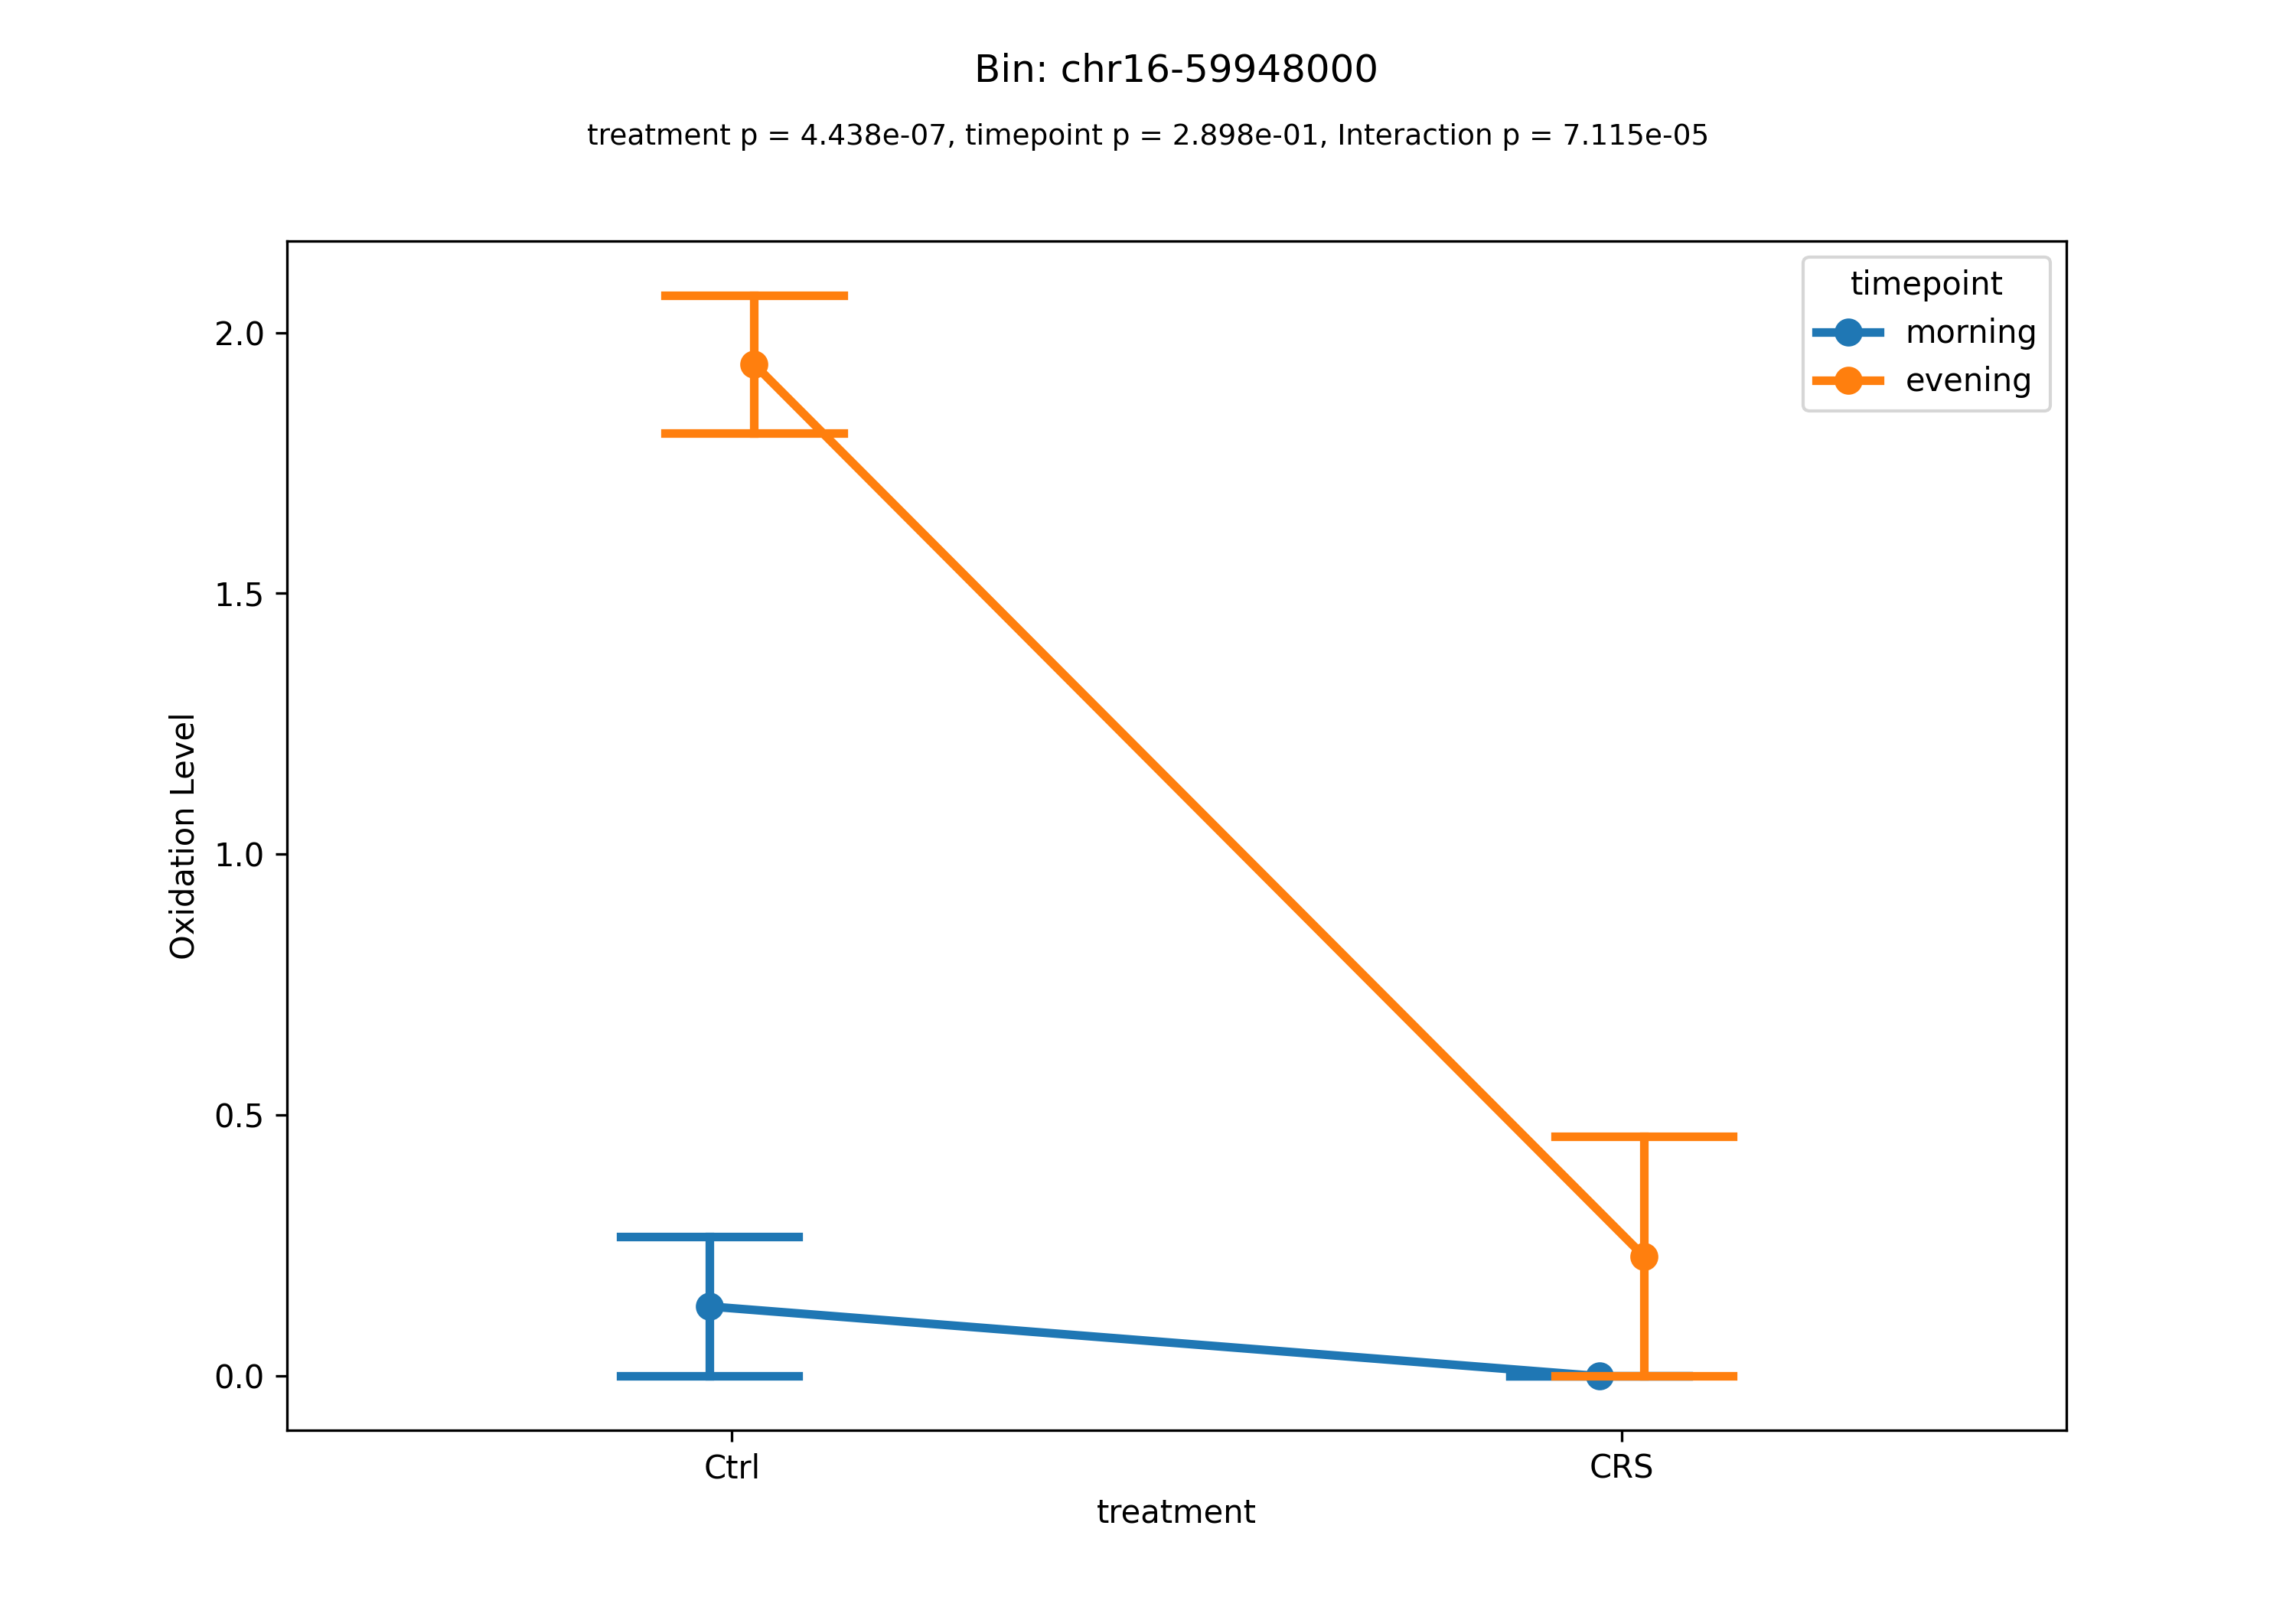 Bin: chr16-59948000
treatment p = 4.438e-07, timepoint p = 2.898e-01, Interaction p = 7.115e-05
timepoint
morning
evening
2.0
1.5
1.0
0.5
0.0
Oxidation Level
Ctrl
CRS
treatment